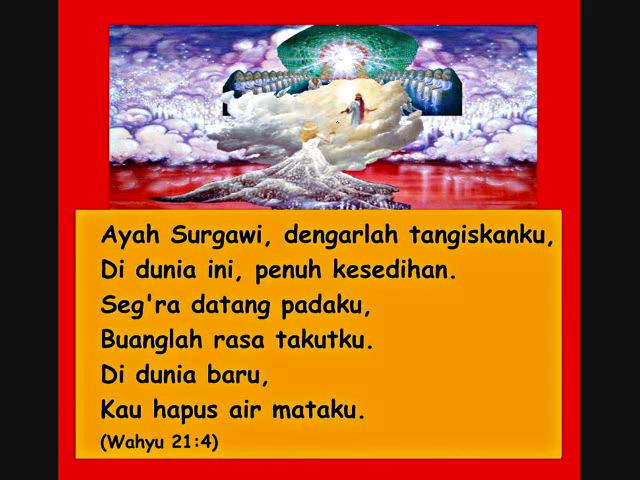 Ayah Surgawi, dengarlah tangiskanku,
Di dunia ini, penuh kesedihan.
Seg'ra datang padaku,
Buanglah rasa takutku.
Di dunia baru,
Kau hapus air mataku.
(Wahyu 21:4)